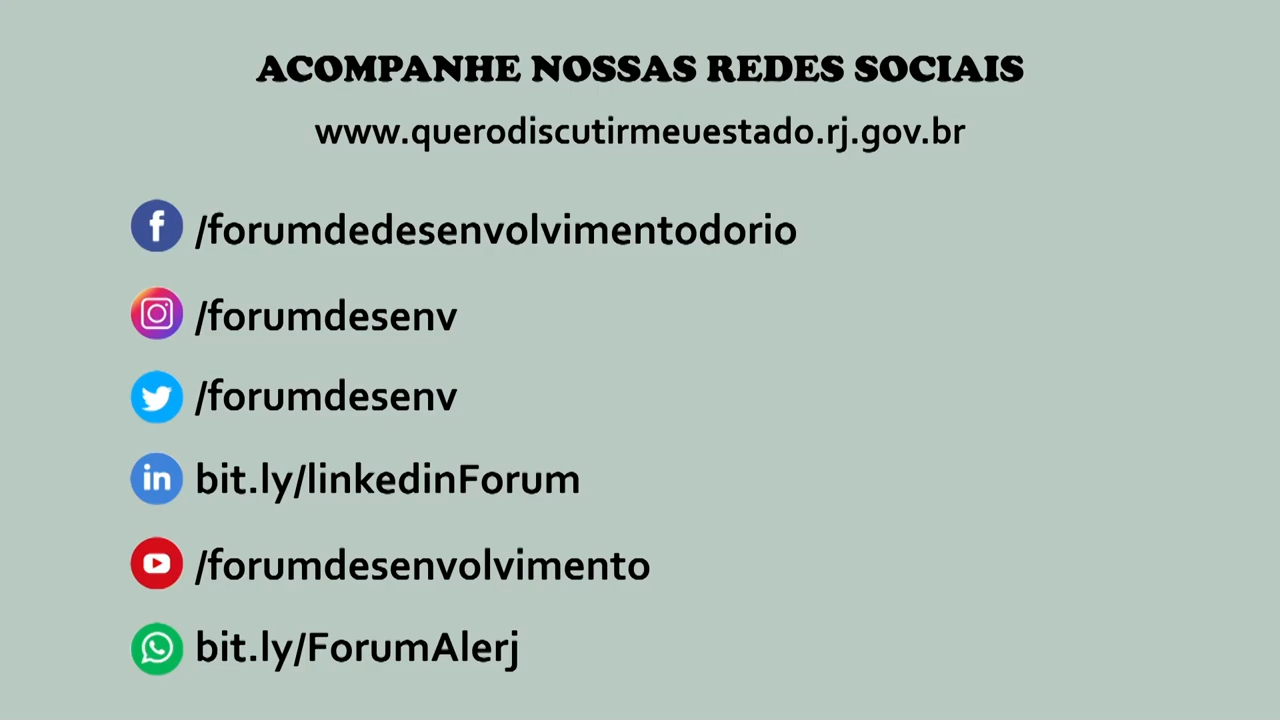 ACOMPANHE NOSSAS REDES SOCIAIS
www.querodiscutirmeuestado.rj.gov.br
/forumdedesenvolvimentodorio
/forumdesenv
/forumdesenv
bit.ly/linkedinForum
/forumdesenvolvimento
bit.ly/ForumAlerj